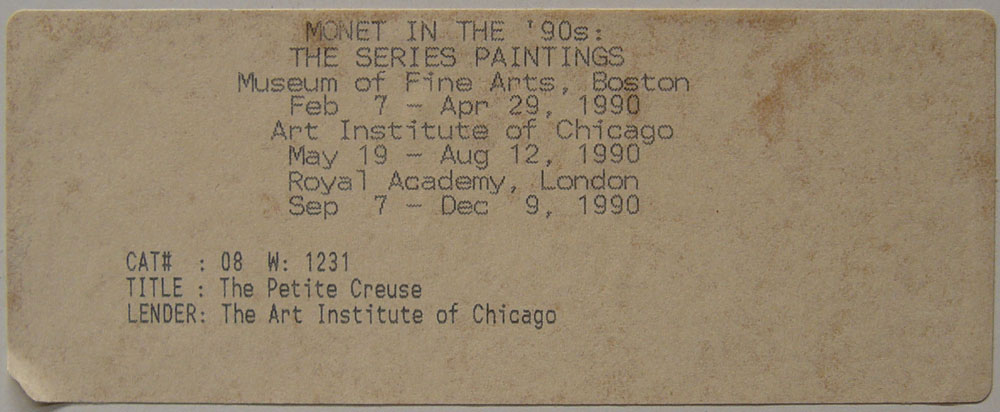 MONET IN THE '90s:
THE SERIES PAINTINGS
Museum of Fine Arts, Boston
Feb 7 - Apr 29, 1990
Art Institute of Chicago
May 19 - Aug 12, 1990
Royal Academy, London
Sep 7 - Dec 9, 1990
CAT# : 08 W: 1231
TITLE : The Petite Creuse
LENDER: The Art Institute of Chicago